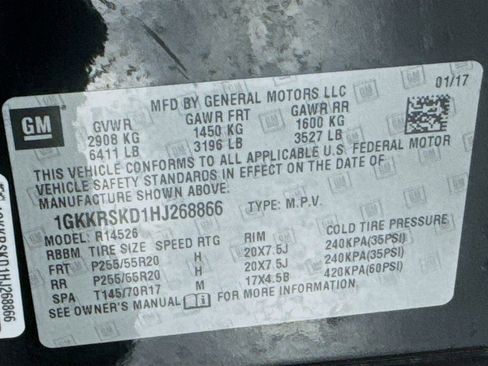 GM
MFD BY GENERAL MOTORS LLC
01/17
GVWR GAWR FRT GAWR RR
2908 KG 1450 KG 1600 KG
6411 LB 3196 LB 3527 LB
THIS VEHICLE CONFORMS TO ALL APPLICABLE U.S. FEDERAL MOTOR
VEHICLE SAFETY STANDARDS IN EFFECT ON THE DATE OF
MANUFACTURE SHOWN ABOVE.
1GKKRSKD1HJ268866 TYPE: M.P.V.
MODEL: R14526
RBBM TIRE SIZE SPEED RTG RIM COLD TIRE PRESSURE
FRT P255/55R20 H 20X7.5J 240KPA(35PSI)
RR P255/55R20 H 20X7.5J 240KPA(35PSI)
SPA T145/70R17 M 17X4.5B 420KPA(60PSI)
SEE OWNER'S MANUAL FOR MORE INFORMATION.